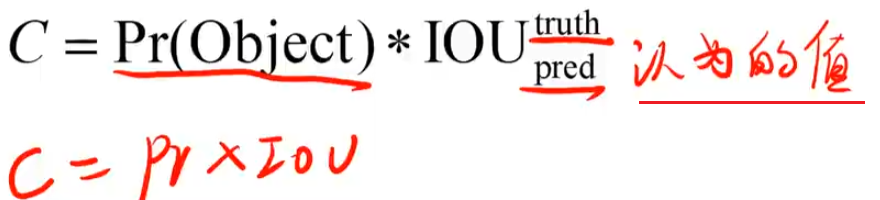 C = Pr(Object) * IOU truth pred 认为的值
C = Pr × IOU